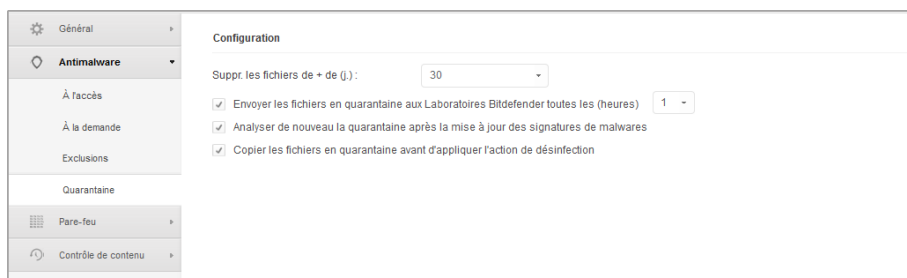 Général
Antimalware
À l'accès
À la demande
Exclusions
Quarantaine
Pare-feu
Contrôle de contenu
Configuration
Suppr. les fichiers de + de (j.) : 30
Envoyer les fichiers en quarantaine aux Laboratoires Bitdefender toutes les (heures) 1
Analyser de nouveau la quarantaine après la mise à jour des signatures de malwares
Copier les fichiers en quarantaine avant d'appliquer l'action de désinfection